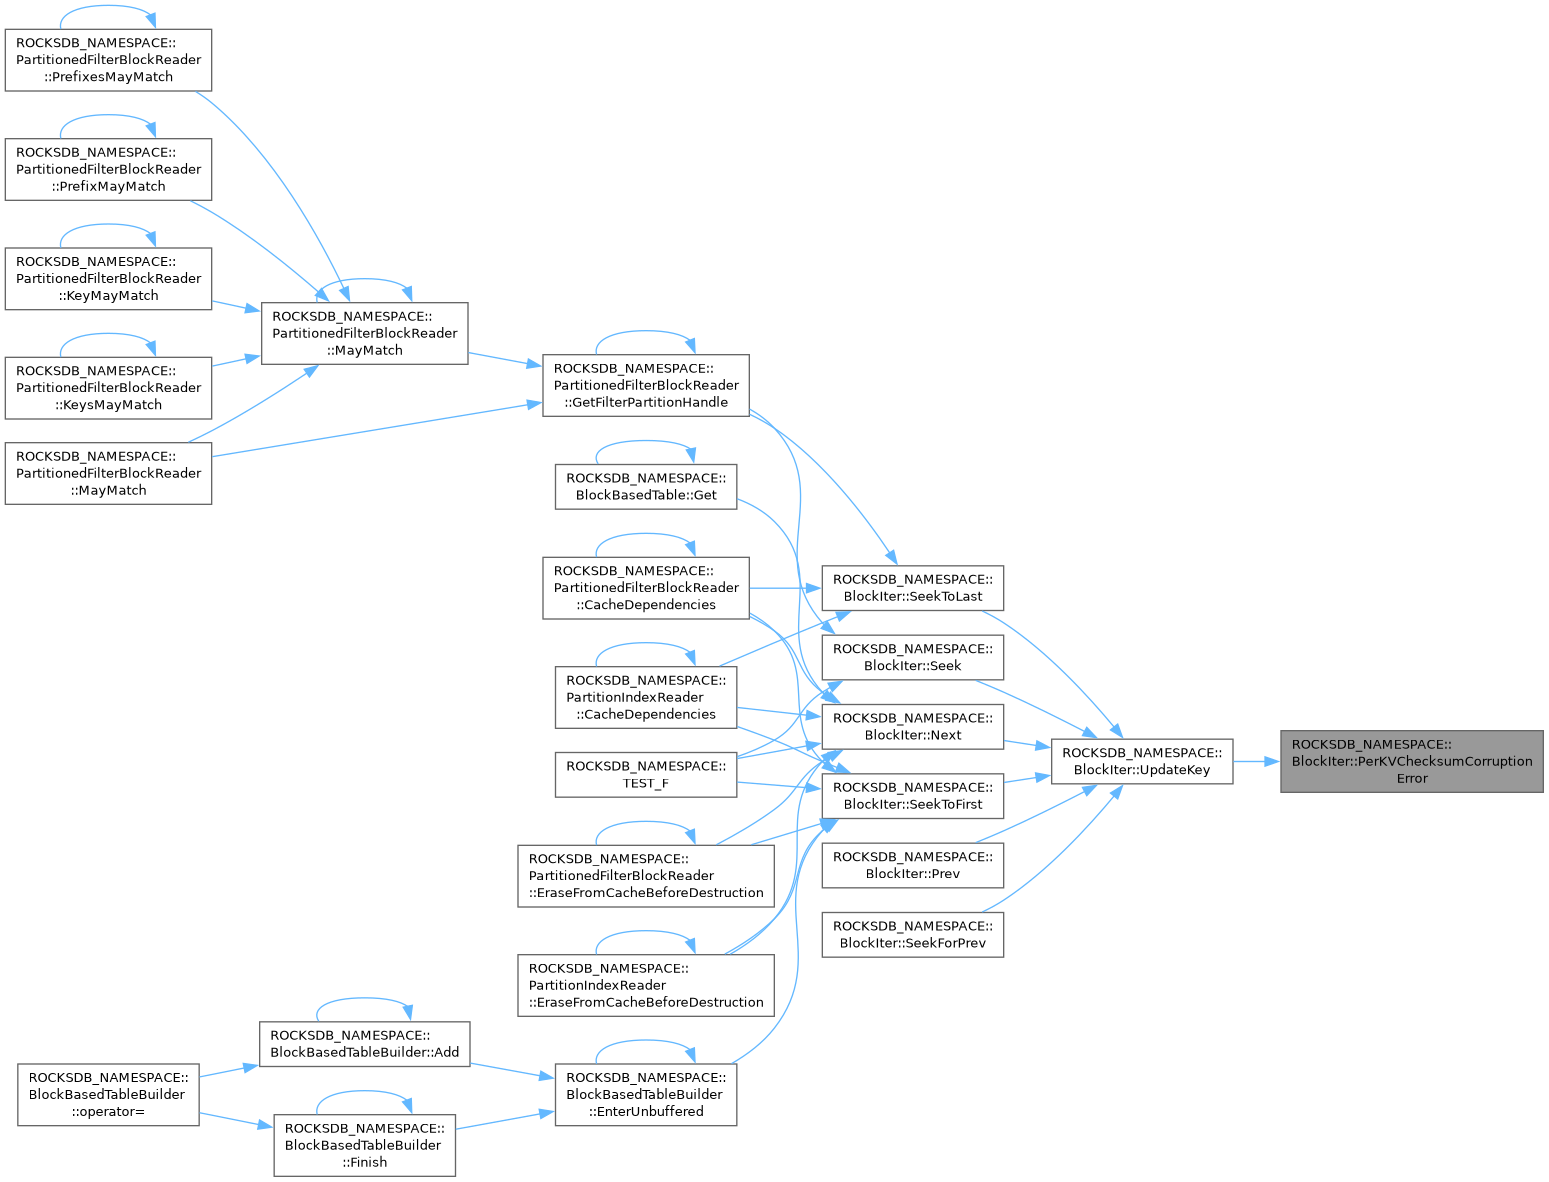 ROCKSDB_NAMESPACE::
PartitionedFilterBlockReader
::PrefixesMayMatch
ROCKSDB_NAMESPACE::
PartitionedFilterBlockReader
::PrefixMayMatch
ROCKSDB_NAMESPACE::
PartitionedFilterBlockReader
::KeyMayMatch
ROCKSDB_NAMESPACE::
PartitionedFilterBlockReader
::KeysMayMatch
ROCKSDB_NAMESPACE::
PartitionedFilterBlockReader
::MayMatch
ROCKSDB_NAMESPACE::
PartitionedFilterBlockReader
::MayMatch
ROCKSDB_NAMESPACE::
PartitionedFilterBlockReader
::GetFilterPartitionHandle
ROCKSDB_NAMESPACE::
BlockBasedTable::Get
ROCKSDB_NAMESPACE::
PartitionedFilterBlockReader
::CacheDependencies
ROCKSDB_NAMESPACE::
PartitionIndexReader
::CacheDependencies
ROCKSDB_NAMESPACE::
TEST_F
ROCKSDB_NAMESPACE::
PartitionedFilterBlockReader
::EraseFromCacheBeforeDestruction
ROCKSDB_NAMESPACE::
PartitionIndexReader
::EraseFromCacheBeforeDestruction
ROCKSDB_NAMESPACE::
BlockBasedTableBuilder
::EnterUnbuffered
ROCKSDB_NAMESPACE::
BlockBasedTableBuilder::Add
ROCKSDB_NAMESPACE::
BlockBasedTableBuilder
::operator=
ROCKSDB_NAMESPACE::
BlockBasedTableBuilder
::Finish
ROCKSDB_NAMESPACE::
BlockIter::SeekToLast
ROCKSDB_NAMESPACE::
BlockIter::Seek
ROCKSDB_NAMESPACE::
BlockIter::Next
ROCKSDB_NAMESPACE::
BlockIter::SeekToFirst
ROCKSDB_NAMESPACE::
BlockIter::Prev
ROCKSDB_NAMESPACE::
BlockIter::SeekForPrev
ROCKSDB_NAMESPACE::
BlockIter::UpdateKey
ROCKSDB_NAMESPACE::
BlockIter::PerKVChecksumCorruption
Error